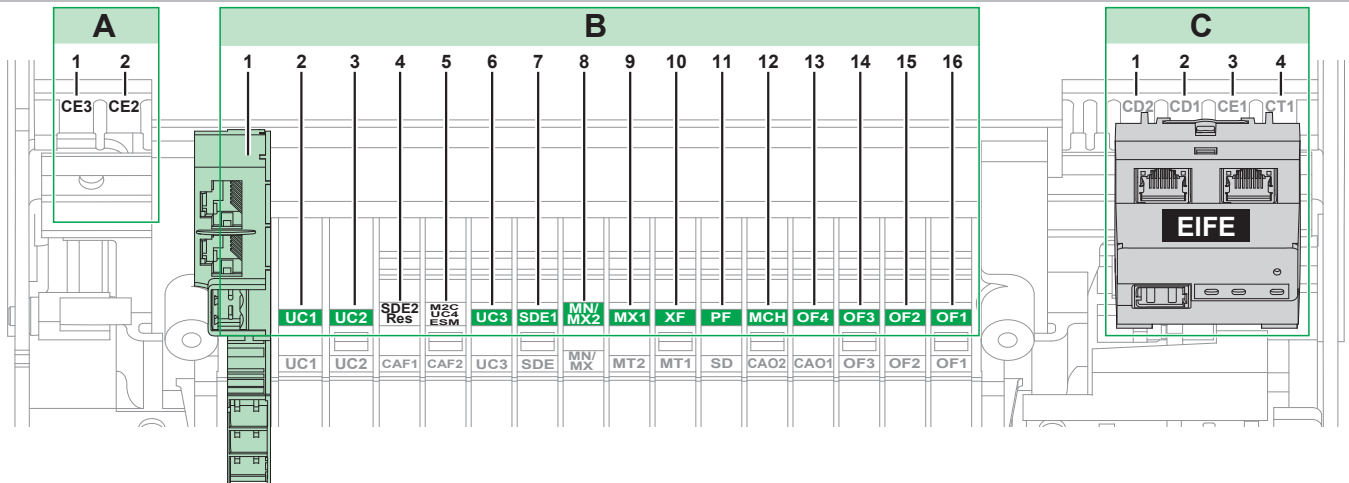 A B C
1 2 1 2 3 4 5 6 7 8 9 10 11 12 13 14 15 16 1 2 3 4
CE3 CE2 CD2 CD1 CE1 CT1
EIFE
UC1 UC2 SDE2 Res M2C UC4 ESM UC3 SDE1 MN/ MX2 MX1 XF PF MCH OF4 OF3 OF2 OF1
UC1 UC2 CAF1 CAF2 UC3 SDE MN/ MX MT2 MT1 SD CAO2 CAO1 OF3 OF2 OF1